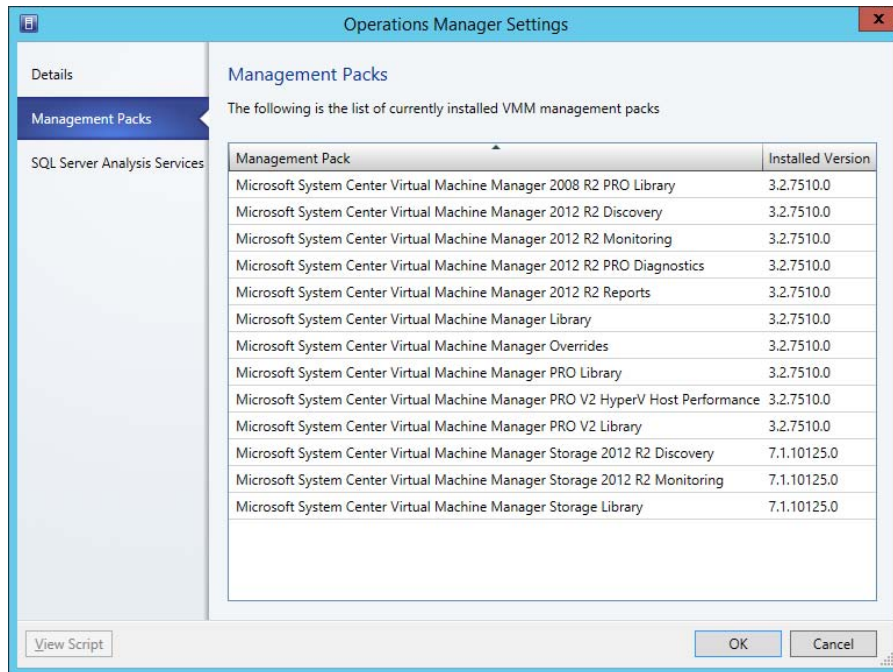 Operations Manager Settings
x
Details
Management Packs
SQL Server Analysis Services
Management Packs
The following is the list of currently installed VMM management packs
Management Pack Installed Version
Microsoft System Center Virtual Machine Manager 2008 R2 PRO Library 3.2.7510.0
Microsoft System Center Virtual Machine Manager 2012 R2 Discovery 3.2.7510.0
Microsoft System Center Virtual Machine Manager 2012 R2 Monitoring 3.2.7510.0
Microsoft System Center Virtual Machine Manager 2012 R2 PRO Diagnostics 3.2.7510.0
Microsoft System Center Virtual Machine Manager 2012 R2 Reports 3.2.7510.0
Microsoft System Center Virtual Machine Manager Library 3.2.7510.0
Microsoft System Center Virtual Machine Manager Overrides 3.2.7510.0
Microsoft System Center Virtual Machine Manager PRO Library 3.2.7510.0
Microsoft System Center Virtual Machine Manager PRO V2 HyperV Host Performance 3.2.7510.0
Microsoft System Center Virtual Machine Manager PRO V2 Library 3.2.7510.0
Microsoft System Center Virtual Machine Manager Storage 2012 R2 Discovery 7.1.10125.0
Microsoft System Center Virtual Machine Manager Storage 2012 R2 Monitoring 7.1.10125.0
Microsoft System Center Virtual Machine Manager Storage Library 7.1.10125.0
View Script
OK
Cancel